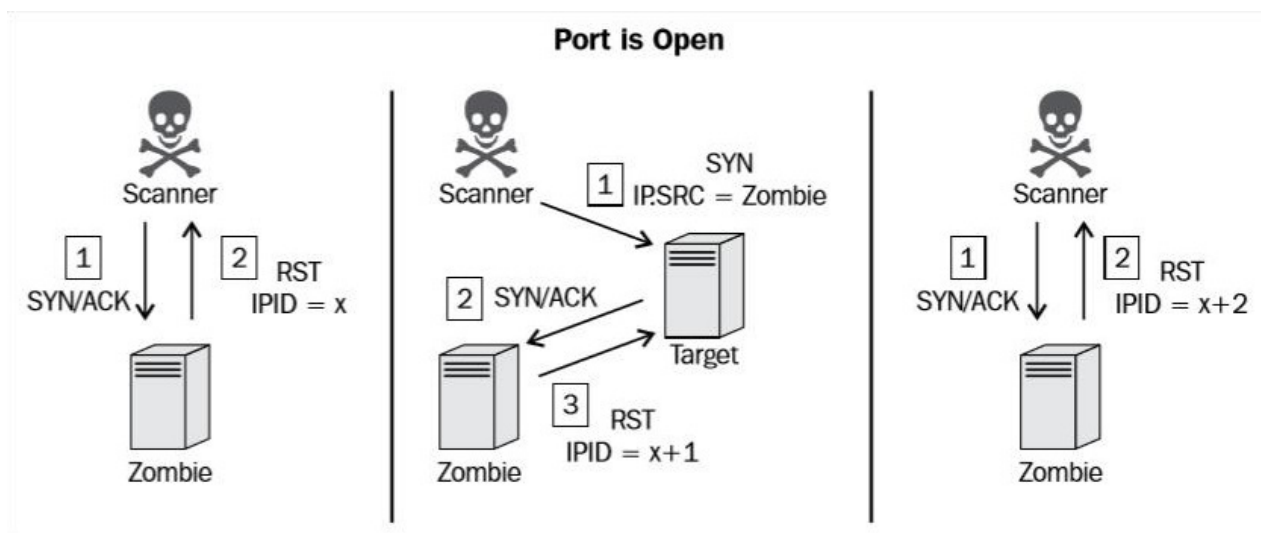 Port is Open
Scanner
1
SYN/ACK
2
RST
IPID = x
Zombie
Scanner
1
SYN
IP.SRC = Zombie
2
SYN/ACK
Target
3
RST
IPID = x+1
Zombie
Scanner
1
SYN/ACK
2
RST
IPID = x+2
Zombie